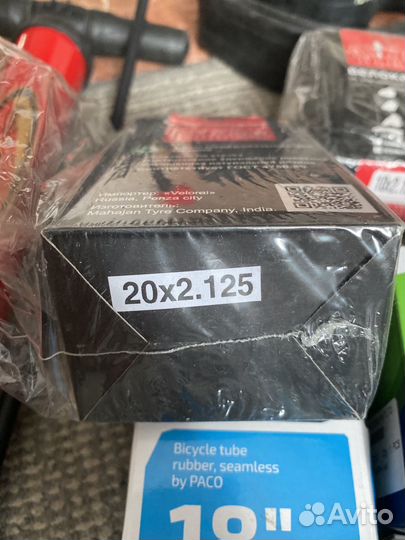 Импортер: «Velorei»
Russia, Penza city
Изготовитель:
Mahajan Tyre Company, India.
20x2.125
Bicycle tube
rubber, seamless
by PACO
18"
Avito